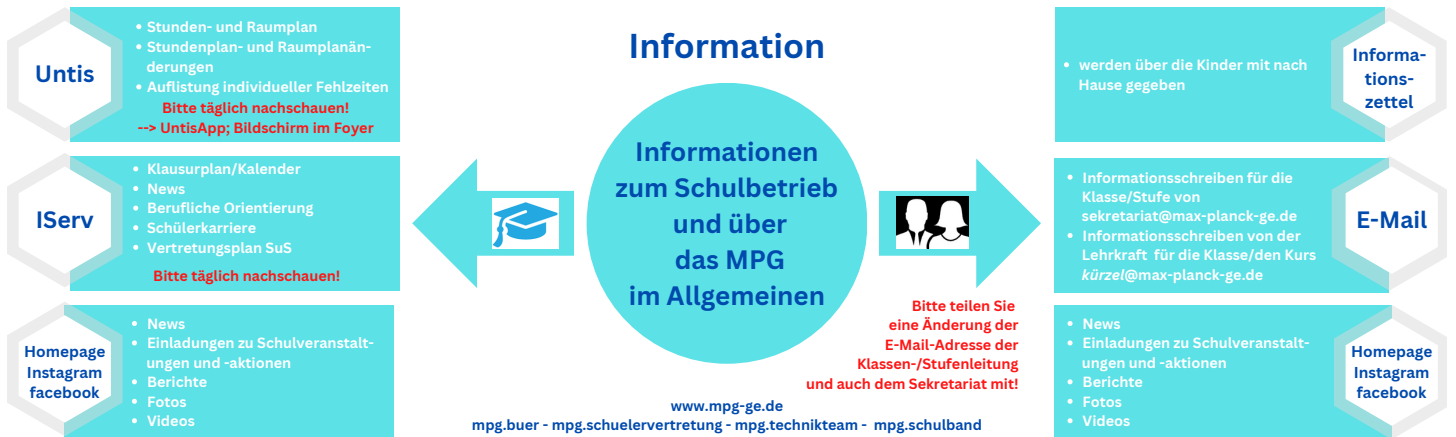 Information
Untis
• Stunden- und Raumplan
• Stundenplan- und Raumplanän-
derungen
• Auflistung individueller Fehlzeiten
Bitte täglich nachschauen!
--> UntisApp; Bildschirm im Foyer
IServ
• Klausurplan/Kalender
• News
• Berufliche Orientierung
• Schülerkarriere
• Vertretungsplan SuS
Bitte täglich nachschauen!
Homepage
Instagram
facebook
• News
• Einladungen zu Schulveranstalt-
ungen und -aktionen
• Berichte
• Fotos
• Videos
Informationen
zum Schulbetrieb
und über
das MPG
im Allgemeinen
Bitte teilen Sie
eine Änderung der
E-Mail-Adresse der
Klassen-/Stufenleitung
und auch dem Sekretariat mit!
www.mpg-ge.de
mpg.buer - mpg.schuelervertretung - mpg.technikteam - mpg.schulband
• werden über die Kinder mit nach
Hause gegeben
Informa-
tions-
zettel
• Informationsschreiben für die
Klasse/Stufe von
sekretariat@max-planck-ge.de
• Informationsschreiben von der
Lehrkraft für die Klasse/den Kurs
kürzel@max-planck-ge.de
E-Mail
• News
• Einladungen zu Schulveranstalt-
ungen und -aktionen
• Berichte
• Fotos
• Videos
Homepage
Instagram
facebook